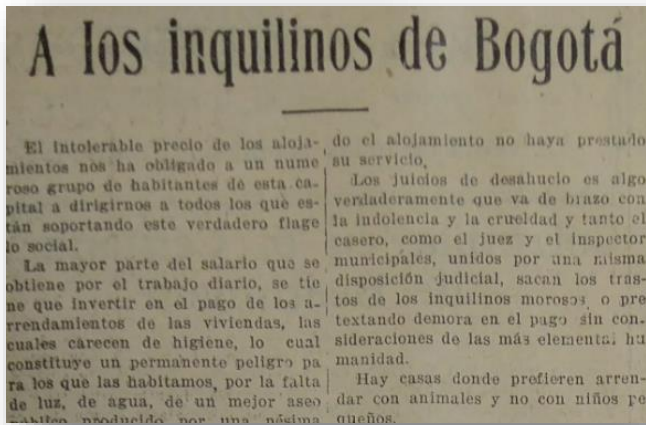 A los inquilinos de Bogotá
El intolerable precio de los aloja-
mientos nos ha obligado a un nume
roso grupo de habitantes de esta ca-
pital a dirigirnos a todos los que es-
tán soportando este verdadero flage
lo social.
La mayor parte del salario que se
obtiene por el trabajo diario, se tie
ne que invertir en el pago de los a-
rrendamientos de las viviendas, las
cuales carecen de higiene, lo cual
constituye un permanente peligro pa
ra los que las habitamos, por la falta
de luz, de agua, de un mejor aseo
público producido por una pésima
do el alojamiento no haya prestado
su servicio.
Los juicios de desahucio es algo
verdaderamente que va de brazo con
la indolencia y la crueldad y tanto el
casero, como el juez y el inspector
municipales, unidos por una misma
disposición judicial, sacan los tras-
tos de los inquilinos morosos, o pre
textando demora en el pago sin con-
sideraciones de las más elemental hu
manidad.
Hay casas donde prefieren arren-
dar con animales y no con niños pe
queños.